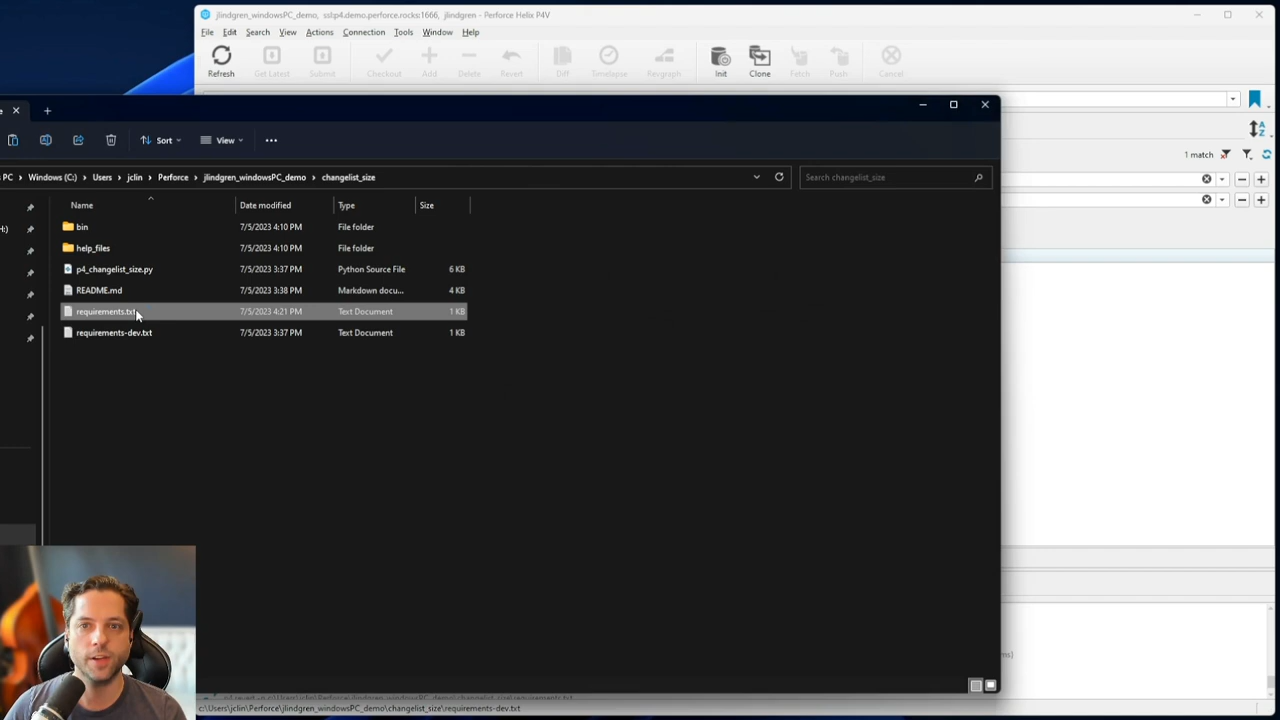 jlindgren_windowsPC_demo, ssl:p4.demo.perforce.rocks:1666, jlindgren - Perforce Helix P4V
File Edit Search View Actions Connection Tools Window Help
Refresh Get Latest Submit Checkout Add Delete Revert Diff Timelapse Revgraph Init Clone Fetch Push Cancel
Sort View
1 match
PC > Windows (C:) > Users > jclin > Perforce > jlindgren_windowsPC_demo > changelist_size
Search changelist_size
Name Date modified Type Size
bin 7/5/2023 4:10 PM File folder
help_files 7/5/2023 4:10 PM File folder
p4_changelist_size.py 7/5/2023 3:37 PM Python Source File 6 KB
README.md 7/5/2023 3:38 PM Markdown docu... 4 KB
requirements.txt 7/5/2023 4:21 PM Text Document 1 KB
requirements-dev.txt 7/5/2023 3:37 PM Text Document 1 KB
c:\Users\jclin\Perforce\jlindgren_windowsPC_demo\changelist_size\requirements-dev.txt